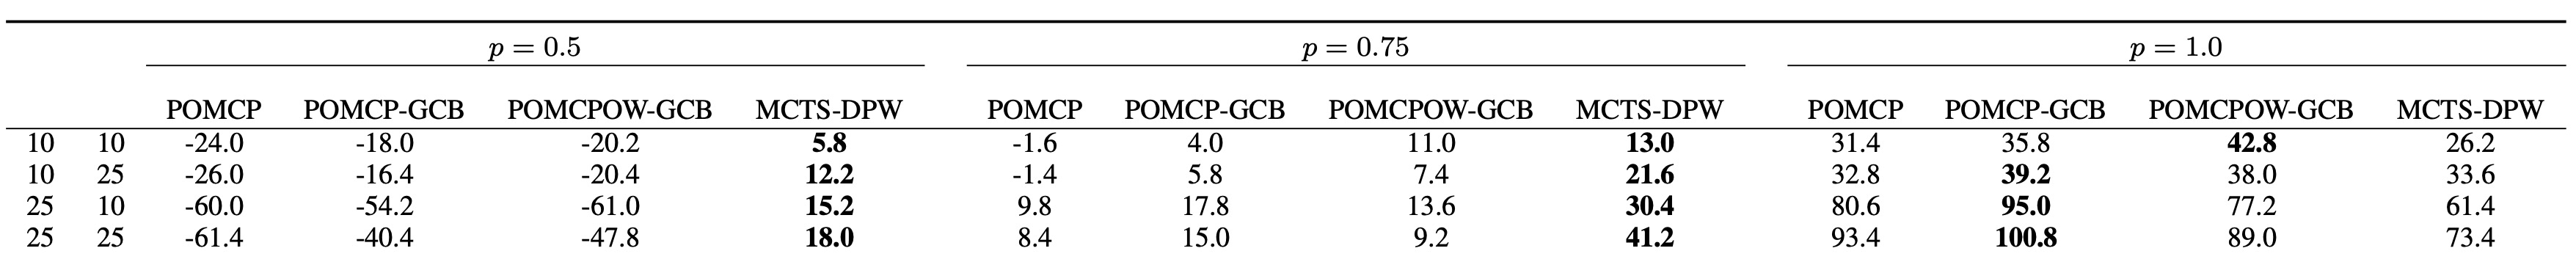 p = 0.5 p = 0.75 p = 1.0
POMCP POMCP-GCB POMCPOW-GCB MCTS-DPW POMCP POMCP-GCB POMCPOW-GCB MCTS-DPW POMCP POMCP-GCB POMCPOW-GCB MCTS-DPW
10 10 -24.0 -18.0 -20.2 5.8 -1.6 4.0 11.0 13.0 31.4 35.8 42.8 26.2
10 25 -26.0 -16.4 -20.4 12.2 -1.4 5.8 7.4 21.6 32.8 39.2 38.0 33.6
25 10 -60.0 -54.2 -61.0 15.2 9.8 17.8 13.6 30.4 80.6 95.0 77.2 61.4
25 25 -61.4 -40.4 -47.8 18.0 8.4 15.0 9.2 41.2 93.4 100.8 89.0 73.4